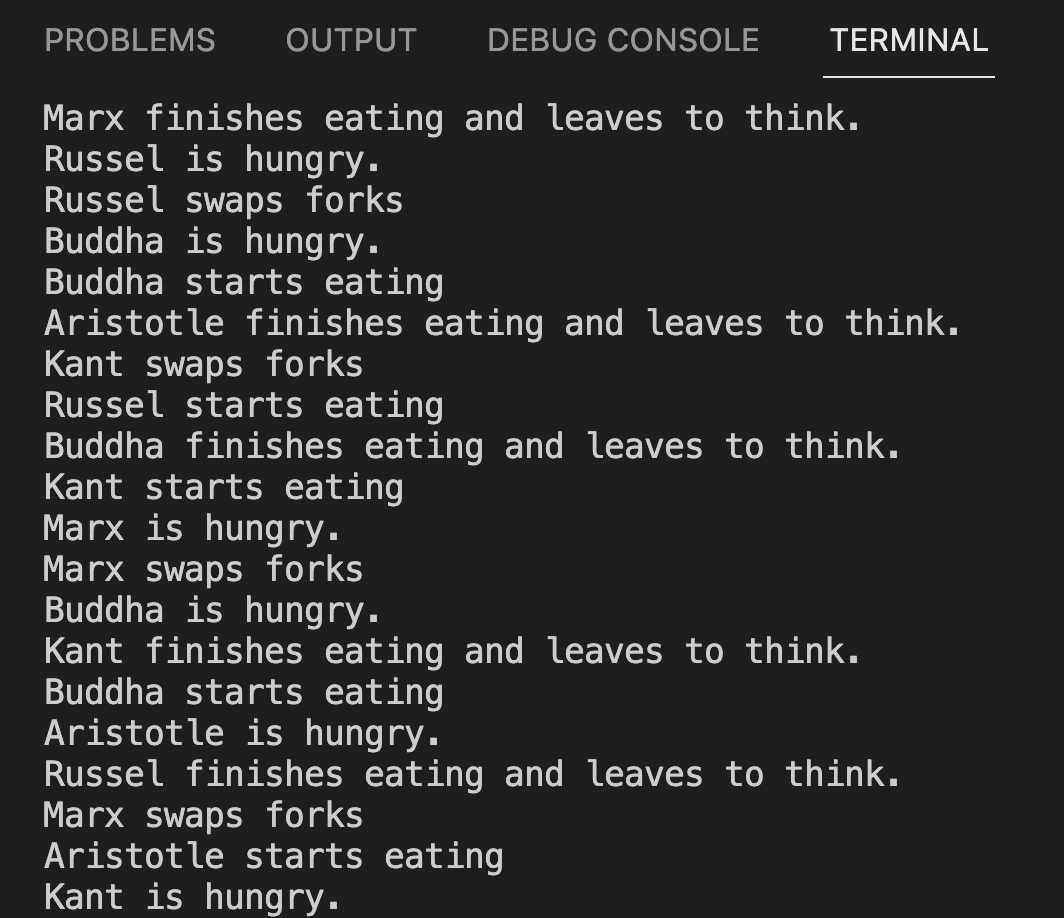 PROBLEMS OUTPUT DEBUG CONSOLE TERMINAL
Marx finishes eating and leaves to think.
Russel is hungry.
Russel swaps forks
Buddha is hungry.
Buddha starts eating
Aristotle finishes eating and leaves to think.
Kant swaps forks
Russel starts eating
Buddha finishes eating and leaves to think.
Kant starts eating
Marx is hungry.
Marx swaps forks
Buddha is hungry.
Kant finishes eating and leaves to think.
Buddha starts eating
Aristotle is hungry.
Russel finishes eating and leaves to think.
Marx swaps forks
Aristotle starts eating
Kant is hungry.